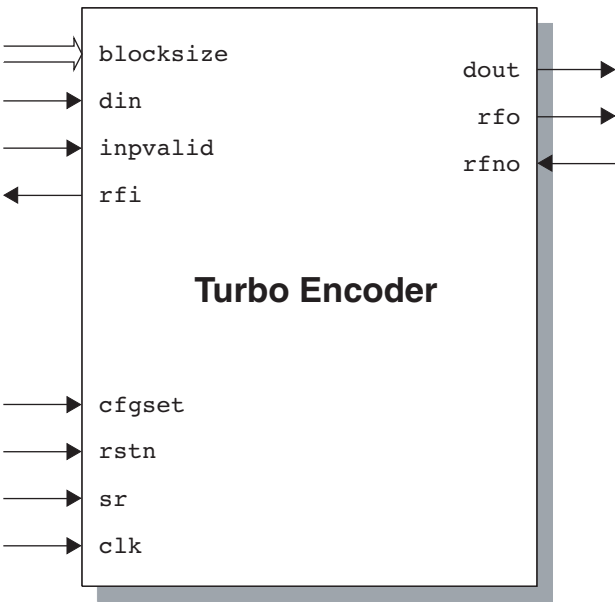 blocksize
din
inpvalid
rfi
dout
rfo
rfno
Turbo Encoder
cfgset
rstn
sr
clk